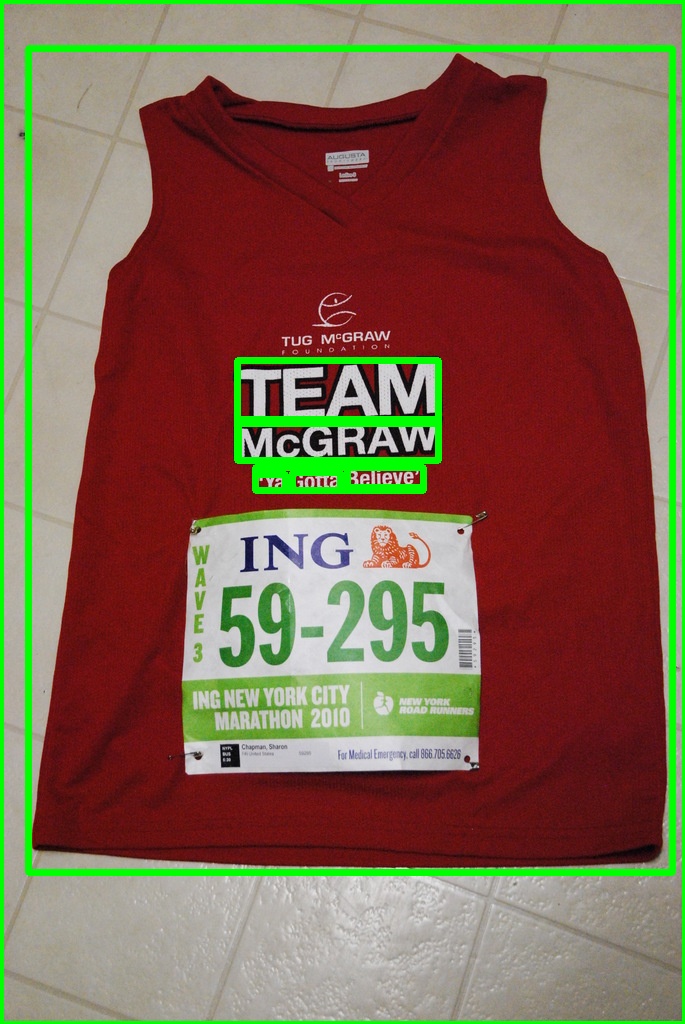 AUGUSTA
TUG McGRAW
FOUNDATION
TEAM
McGRAW
"Ya Gotta Believe"
ING
WAVE 3
59-295
ING NEW YORK CITY
MARATHON 2010
NEW YORK
ROAD RUNNERS
Chapman, Sharon
For Medical Emergency, call 866.705.6626